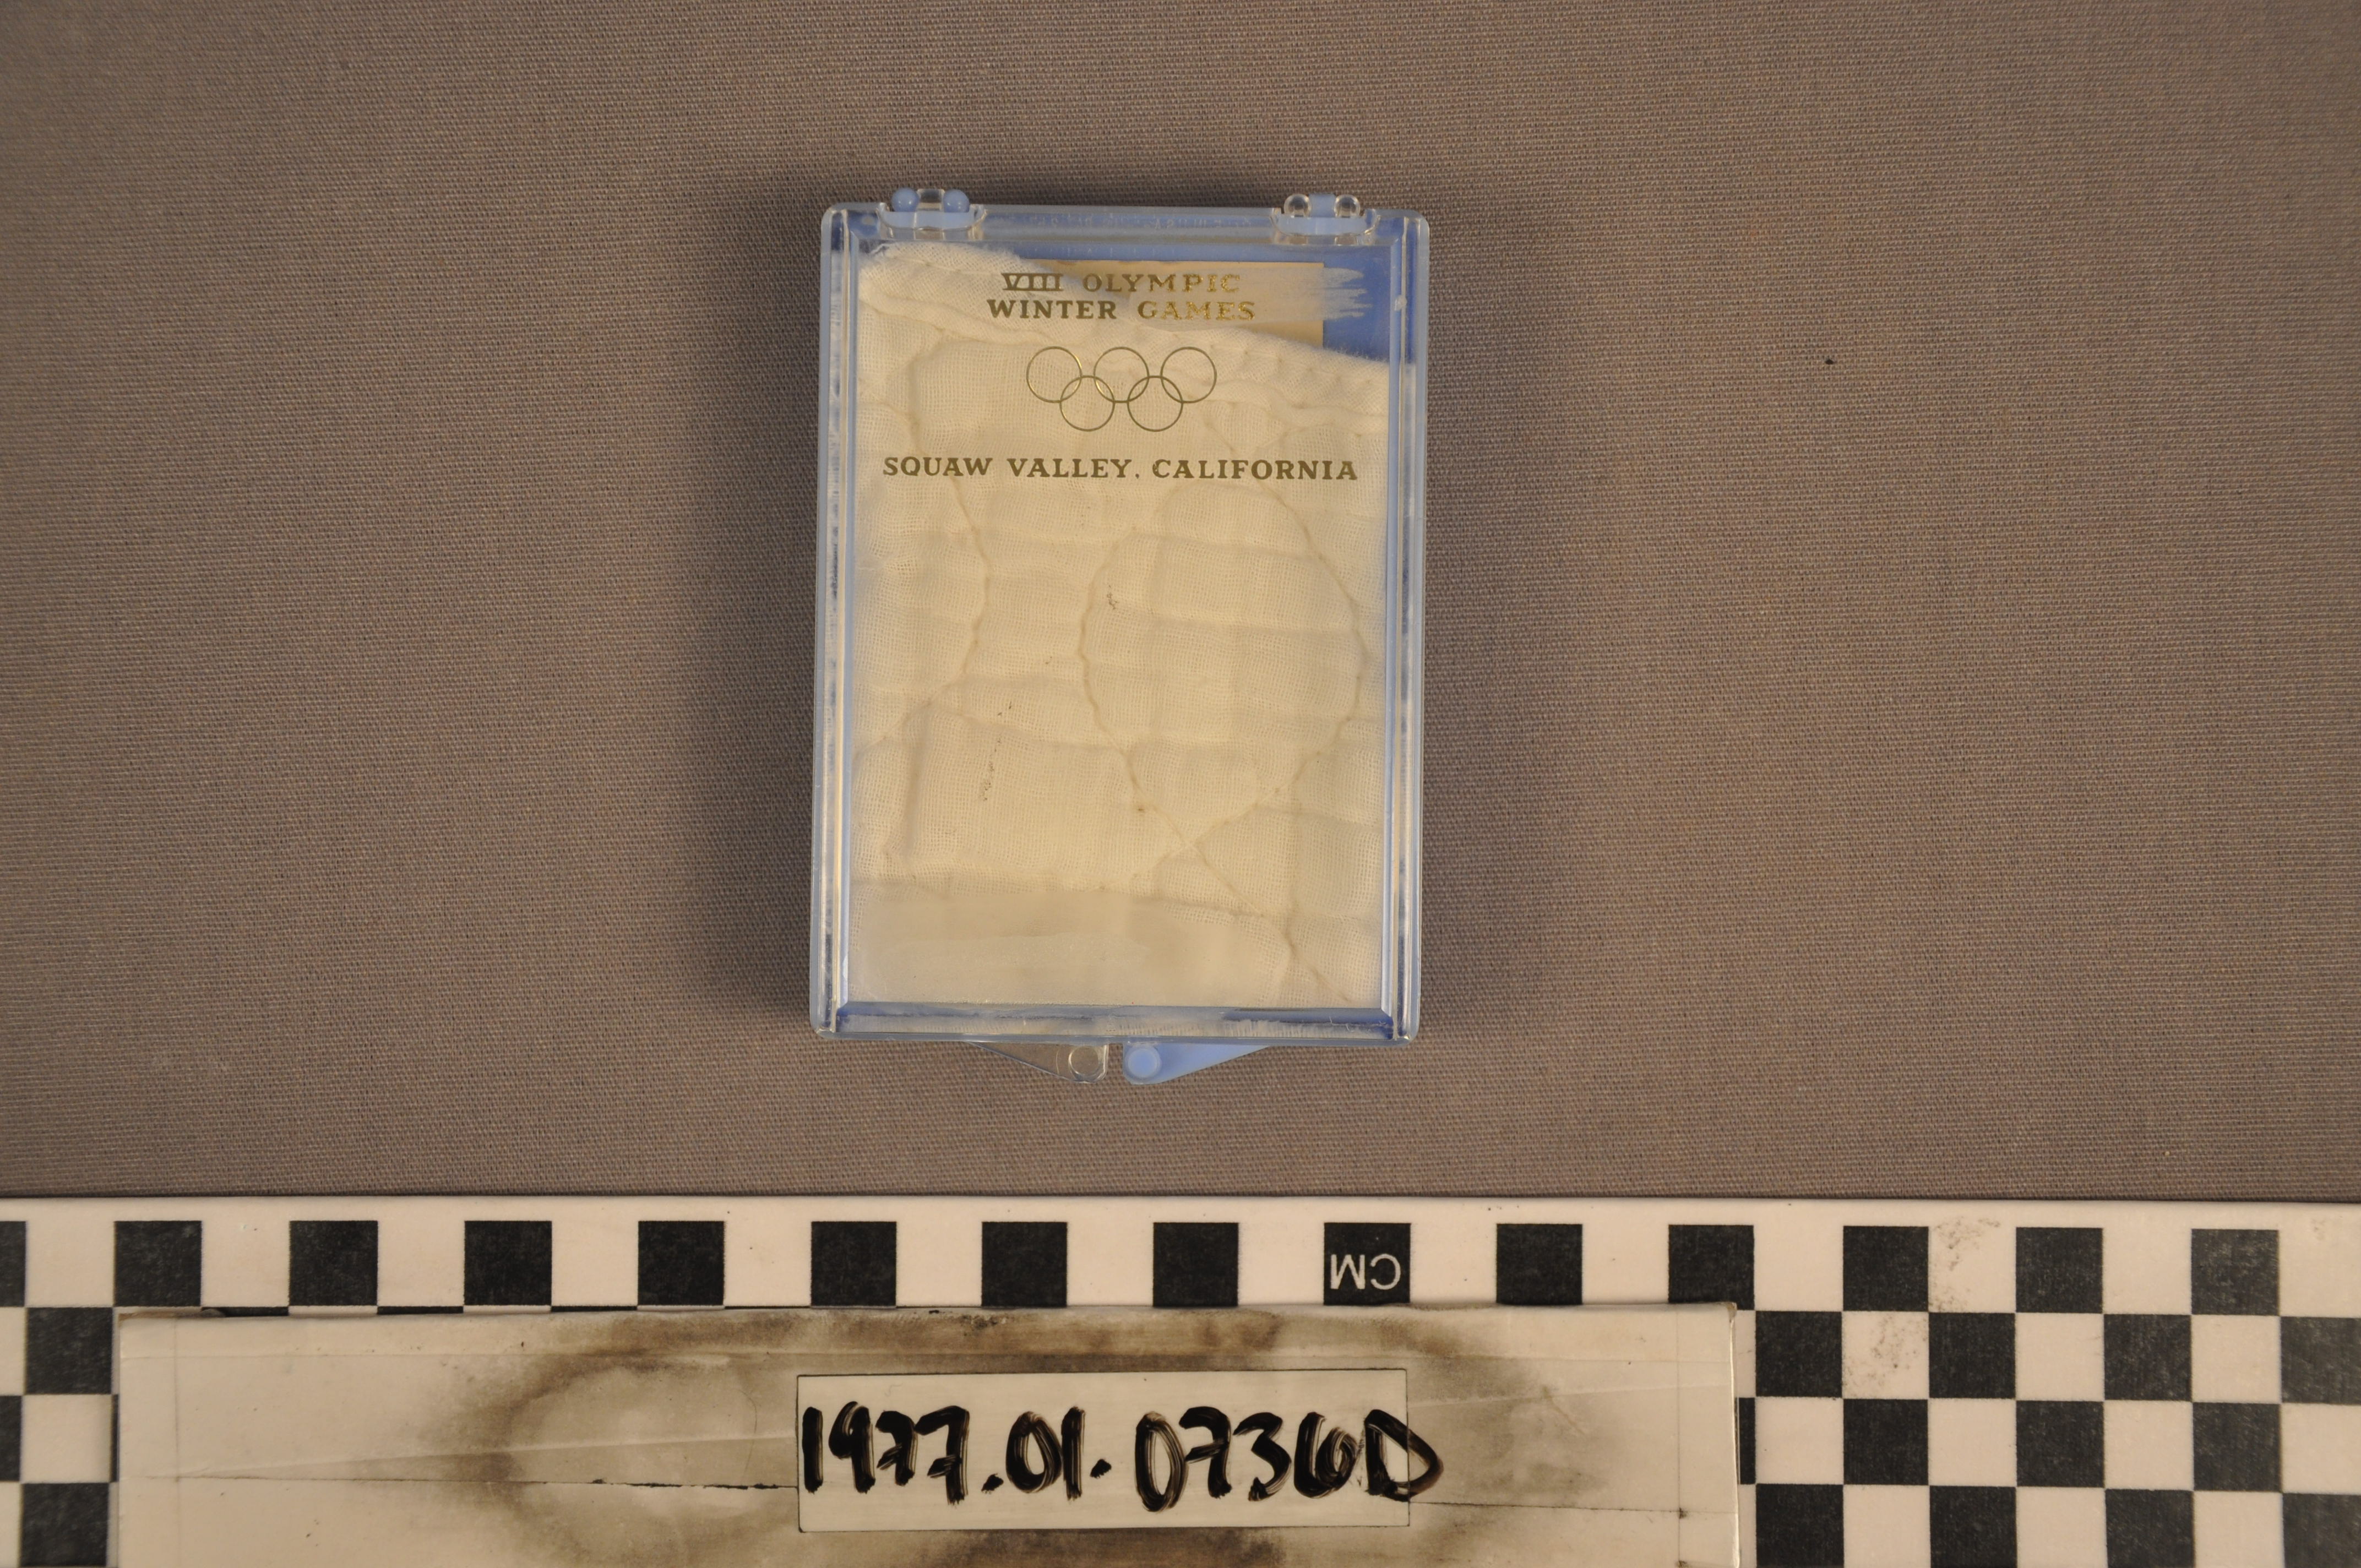 VIII OLYMPIC
WINTER GAMES
SQUAW VALLEY, CALIFORNIA
CM
1977.01.0736D